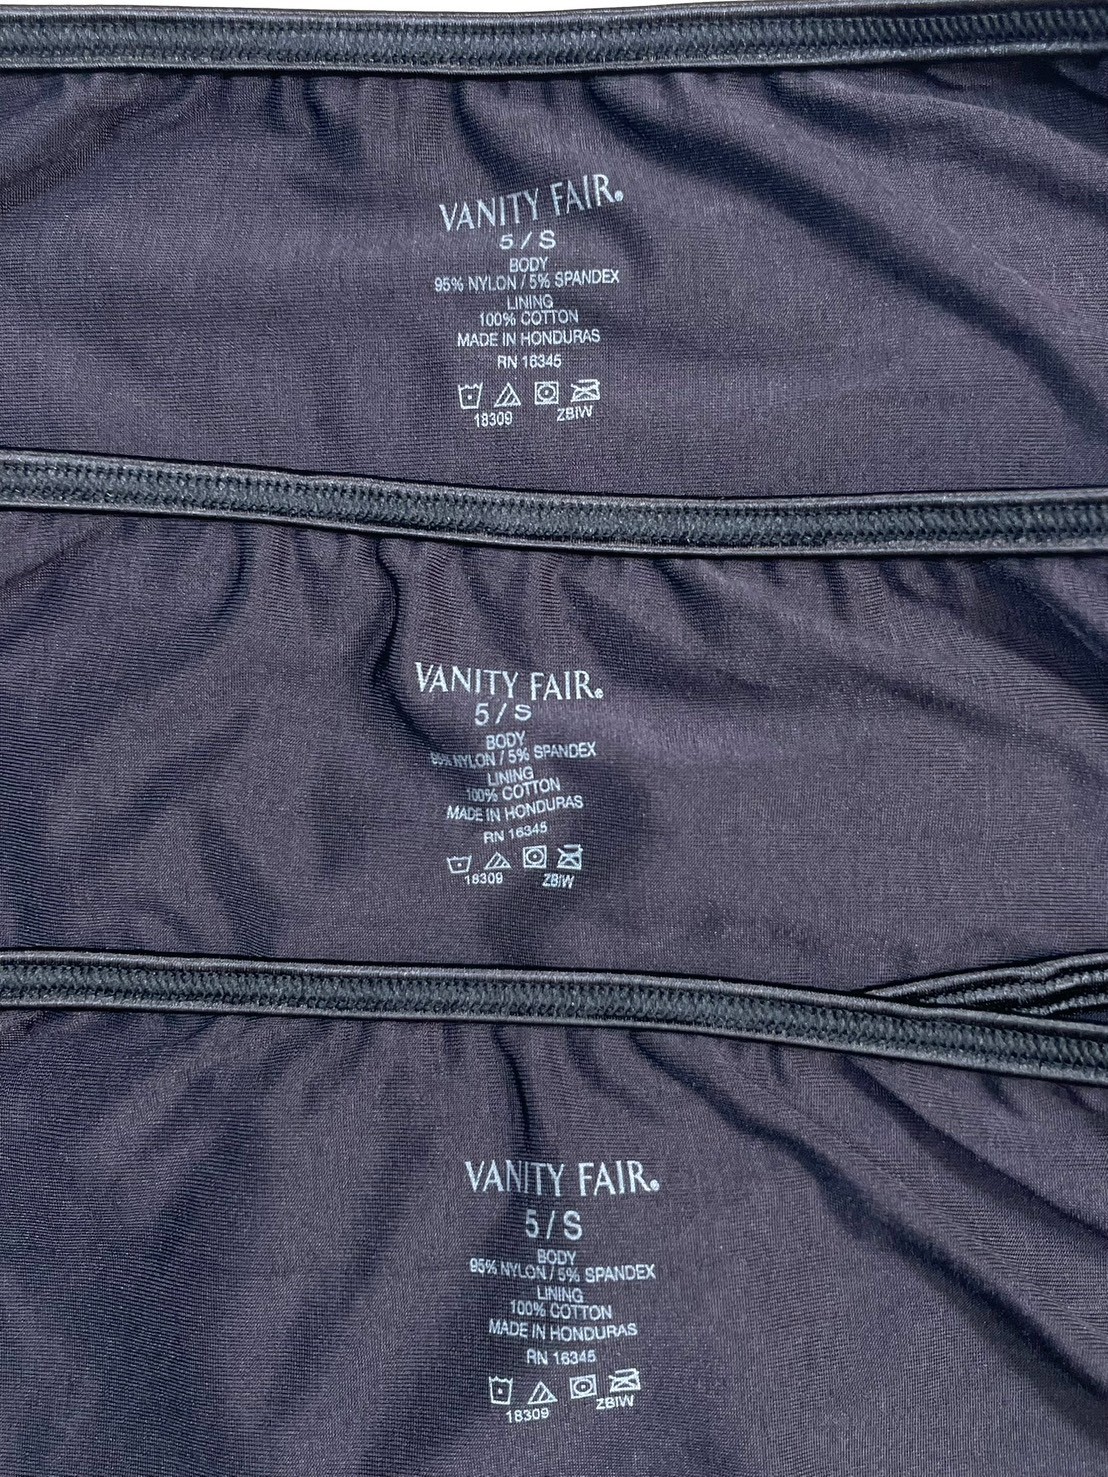 VANITY FAIR®
5/S
BODY
95% NYLON / 5% SPANDEX
LINING
100% COTTON
MADE IN HONDURAS
RN 16345
18309 ZBIW
VANITY FAIR®
5/S
BODY
95% NYLON / 5% SPANDEX
LINING
100% COTTON
MADE IN HONDURAS
RN 16345
18309 ZBIW
VANITY FAIR®
5/S
BODY
95% NYLON / 5% SPANDEX
LINING
100% COTTON
MADE IN HONDURAS
RN 16345
18309 ZBIW